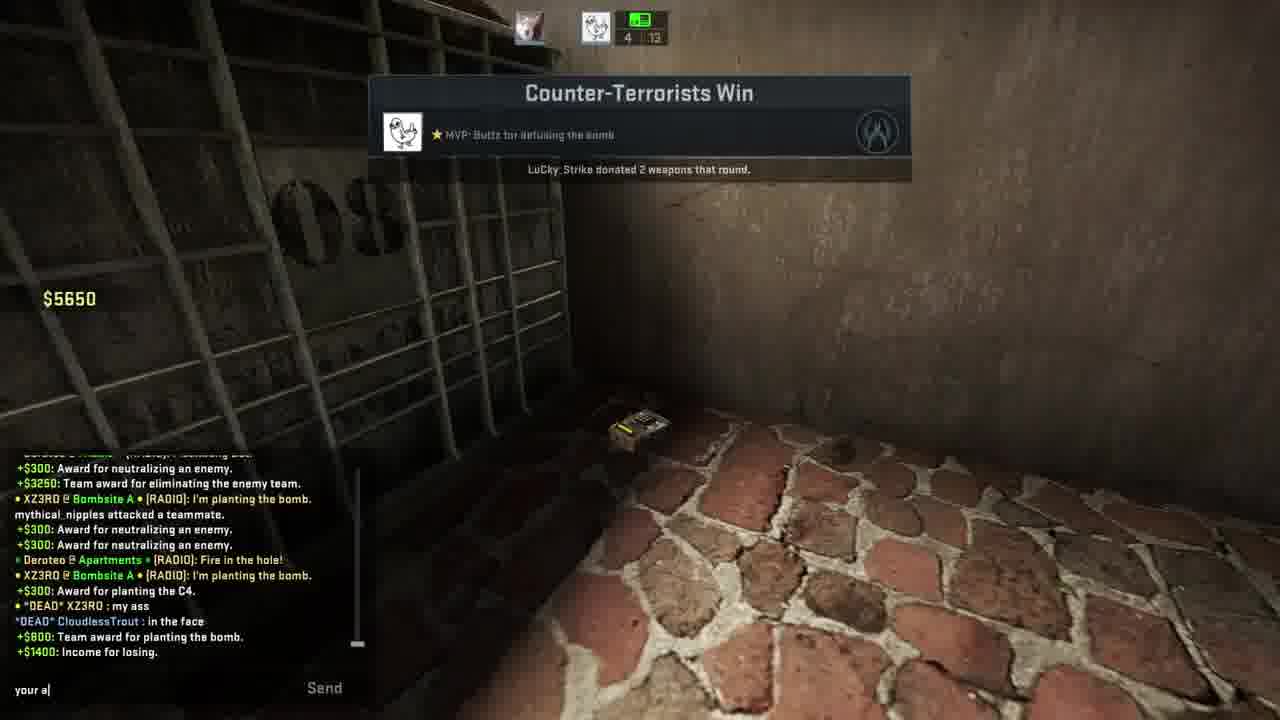 4 13
Counter-Terrorists Win
MVP: Buttz for defusing the bomb
LuCky_Strike donated 2 weapons that round.
08
$5650
+$300: Award for neutralizing an enemy.
+$3250: Team award for eliminating the enemy team.
• XZ3RO @ Bombsite A • (RADIO): I'm planting the bomb.
mythical_nipples attacked a teammate.
+$300: Award for neutralizing an enemy.
+$300: Award for neutralizing an enemy.
• Deroteo @ Apartments • (RADIO): Fire in the hole!
• XZ3RO @ Bombsite A • (RADIO): I'm planting the bomb.
+$300: Award for planting the C4.
• *DEAD* XZ3RO : my ass
*DEAD* CloudlessTrout : in the face
+$800: Team award for planting the bomb.
+$1400: Income for losing.
your a
Send